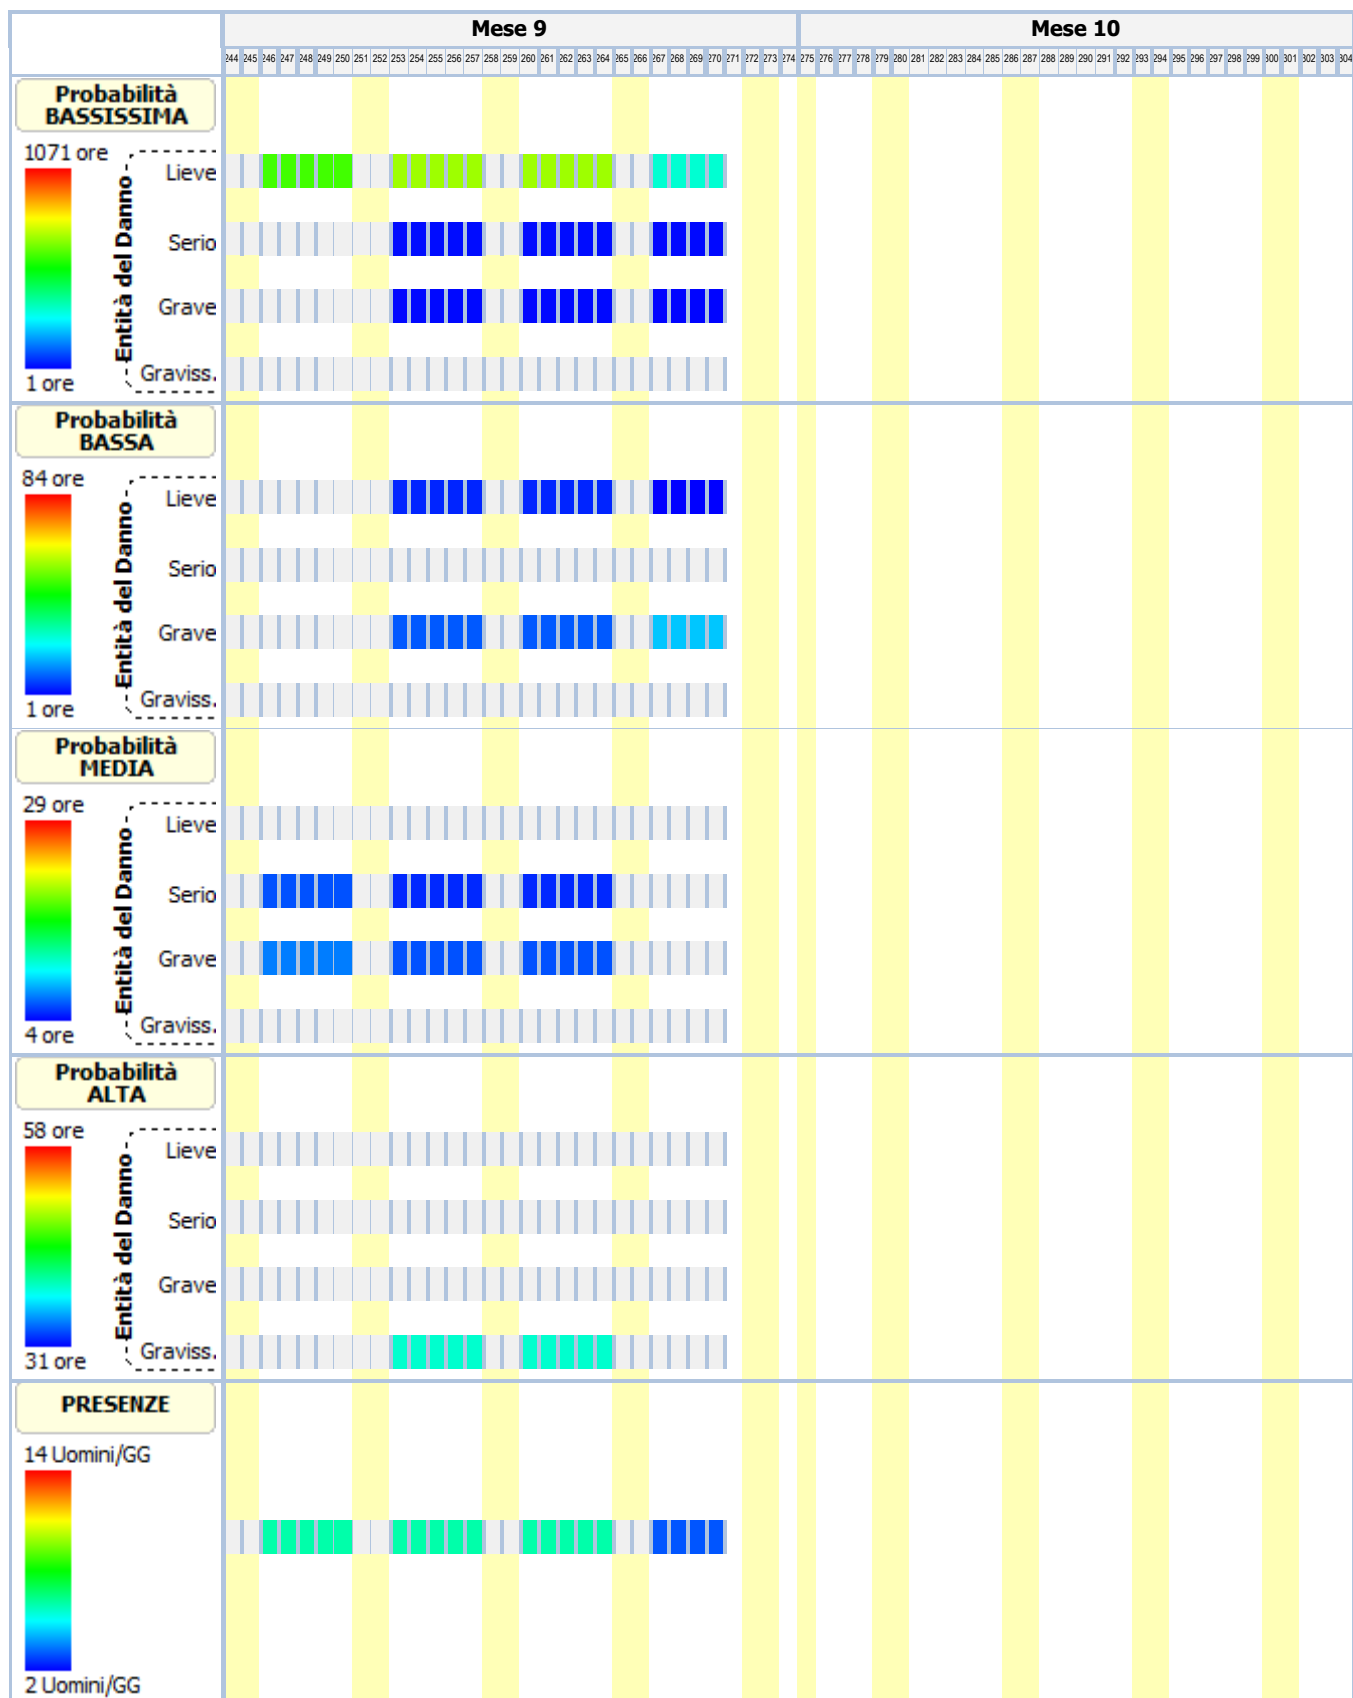 Mese 9 Mese 10
244 245 246 247 248 249 250 251 252 253 254 255 256 257 258 259 260 261 262 263 264 265 266 267 268 269 270 271 272 273 274 275 276 277 278 279 280 281 282 283 284 285 286 287 288 289 290 291 292 293 294 295 296 297 298 299 300 301 302 303 304
Probabilità
BASSISSIMA
1071 ore
Entità del Danno
Lieve
Serio
Grave
Graviss.
1 ore
Probabilità
BASSA
84 ore
Entità del Danno
Lieve
Serio
Grave
Graviss.
1 ore
Probabilità
MEDIA
29 ore
Entità del Danno
Lieve
Serio
Grave
Graviss.
4 ore
Probabilità
ALTA
58 ore
Entità del Danno
Lieve
Serio
Grave
Graviss.
31 ore
PRESENZE
14 Uomini/GG
2 Uomini/GG